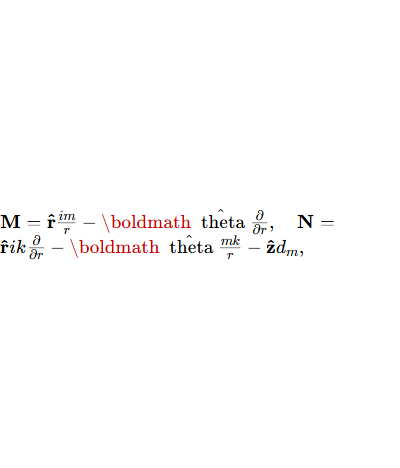 M = r̂ im/r − \boldmath thêta ∂/∂r, N =
r̂ik ∂/∂r − \boldmath thêta mk/r − ẑd_m,